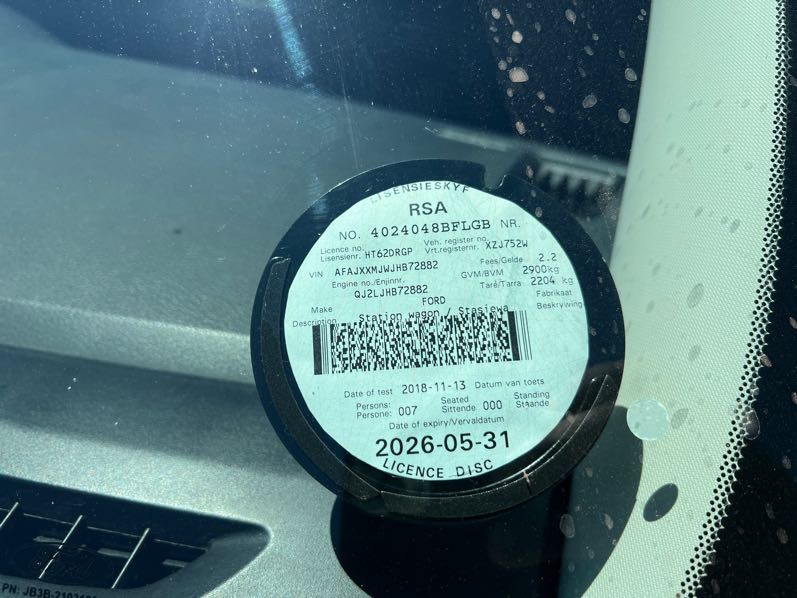 LISENSIESKYF
RSA
NO. 4024048BFLGB NR.
Licence no. Lisensienr. HT62DRGP Veh. register no. Vrt.registernr. XZJ752W
VIN AFAJXXMJWJHB72882 Fees/Gelde 2.2
Engine no./Enjinnr. GVM/BVM 2900kg
QJ2LJHB72882 Tare/Tarra 2204 kg
Make FORD Fabrikaat
Description Station wagon / Stasiewa Beskrywing
Date of test 2018-11-13 Datum van toets
Persons: Persone: 007 Seated Sittende 000 Standing Staande
Date of expiry/Vervaldatum
2026-05-31
LICENCE DISC
PN: JB3B-